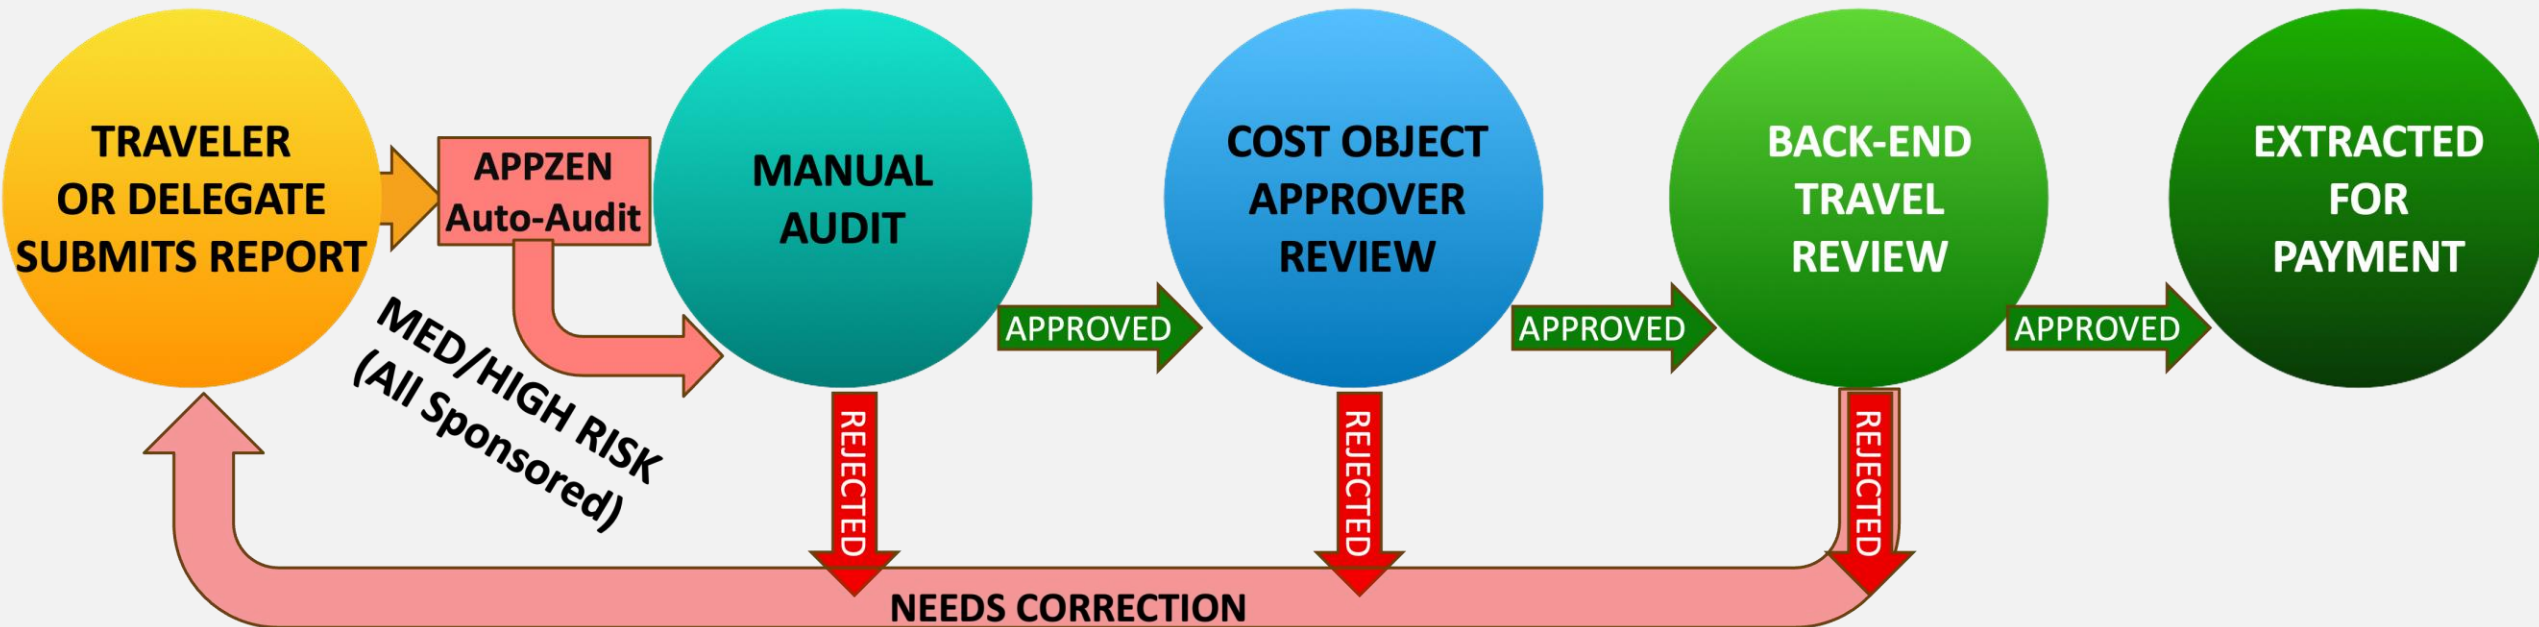 TRAVELER
OR DELEGATE
SUBMITS REPORT
APPZEN
Auto-Audit
MED/HIGH RISK
(All Sponsored)
MANUAL
AUDIT
APPROVED
REJECTED
COST OBJECT
APPROVER
REVIEW
APPROVED
REJECTED
BACK-END
TRAVEL
REVIEW
APPROVED
REJECTED
EXTRACTED
FOR
PAYMENT
NEEDS CORRECTION